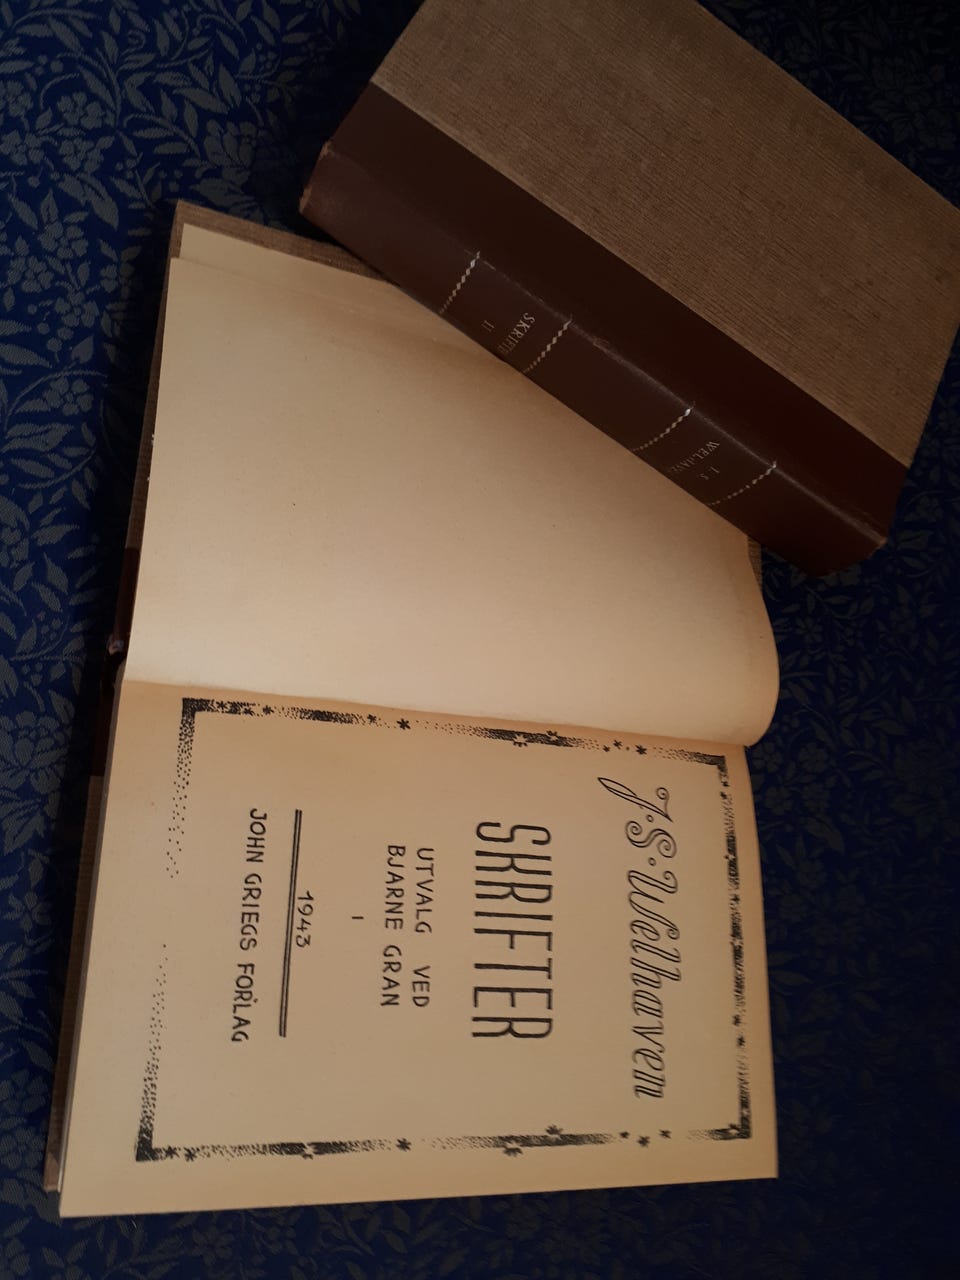 J. S. Welhaven
SKRIFTER
UTVALG VED
BJARNE GRAN
I
1943
JOHN GRIEGS FORLAG
J. S.
WELHAVEN
SKRIFTER
II